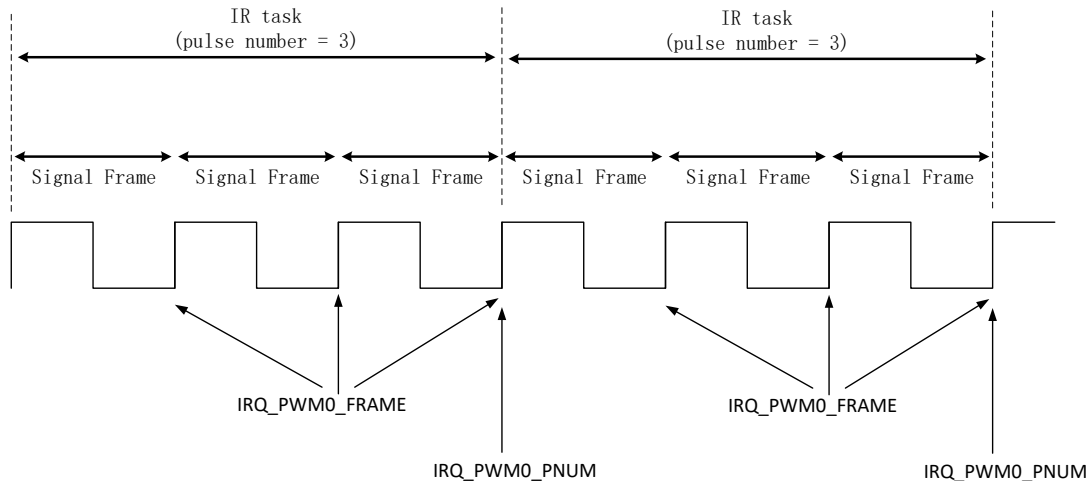 IR task
(pulse number = 3)
IR task
(pulse number = 3)
Signal Frame
Signal Frame
Signal Frame
Signal Frame
Signal Frame
Signal Frame
IRQ_PWM0_FRAME
IRQ_PWM0_FRAME
IRQ_PWM0_PNUM
IRQ_PWM0_PNUM